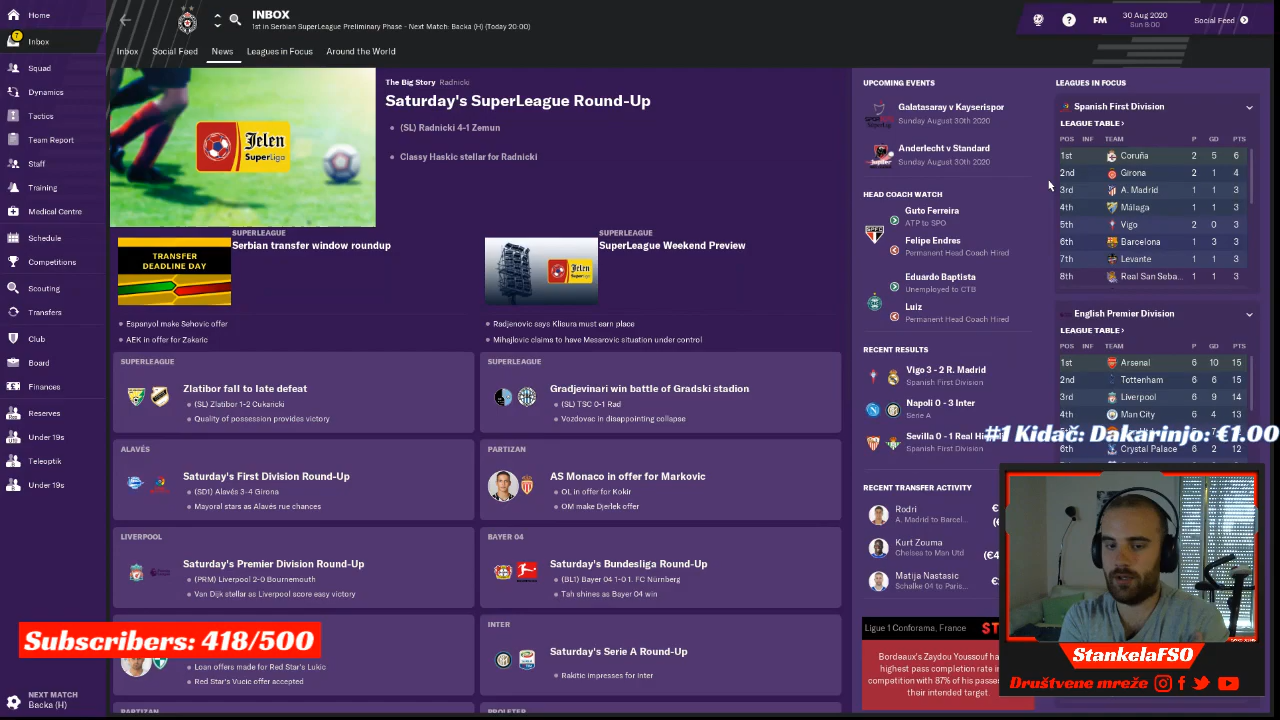 Home
INBOX
1st in Serbian SuperLeague Preliminary Phase - Next Match: Backa (H) (Today 20:00)
FM
30 Aug 2020
Sun 8:00
Social Feed
7
Inbox
Inbox
Social Feed
News
Leagues in Focus
Around the World
Squad
Dynamics
Tactics
Team Report
Staff
Training
Medical Centre
Schedule
Competitions
Scouting
Transfers
Club
Board
Finances
Reserves
Under 19s
Teleoptik
Under 19s
NEXT MATCH
Backa (H)
Jelen
SuperLiga
The Big Story Radnicki
Saturday's SuperLeague Round-Up
(SL) Radnicki 4-1 Zemun
Classy Haskic stellar for Radnicki
TRANSFER
DEADLINE DAY
SUPERLEAGUE
Serbian transfer window roundup
Espanyol make Sehovic offer
AEK in offer for Zakaric
SUPERLEAGUE
SuperLeague Weekend Preview
Radjenovic says Klisura must earn place
Mihajlovic claims to have Mesarovic situation under control
SUPERLEAGUE
Zlatibor fall to late defeat
(SL) Zlatibor 1-2 Cukaricki
Quality of possession provides victory
SUPERLEAGUE
Gradjevinari win battle of Gradski stadion
(SL) TSC 0-1 Rad
Vozdovac in disappointing collapse
ALAVÉS
Saturday's First Division Round-Up
(SD1) Alavés 3-4 Girona
Mayoral stars as Alavés rue chances
PARTIZAN
AS Monaco in offer for Markovic
OL in offer for Kokir
OM make Djerlek offer
LIVERPOOL
Saturday's Premier Division Round-Up
(PRM) Liverpool 2-0 Bournemouth
Van Dijk stellar as Liverpool score easy victory
BAYER 04
Saturday's Bundesliga Round-Up
(BL1) Bayer 04 1-0 1. FC Nürnberg
Tah shines as Bayer 04 win
Loan offers made for Red Star's Lukic
Red Star's Vucic offer accepted
INTER
Saturday's Serie A Round-Up
Rakitic impresses for Inter
PARTIZAN
PROLETER
Subscribers: 418/500
UPCOMING EVENTS
Galatasaray v Kayserispor
Sunday August 30th 2020
Anderlecht v Standard
Sunday August 30th 2020
HEAD COACH WATCH
Guto Ferreira
ATP to SPO
Felipe Endres
Permanent Head Coach Hired
Eduardo Baptista
Unemployed to CTB
Luiz
Permanent Head Coach Hired
RECENT RESULTS
Vigo 3 - 2 R. Madrid
Spanish First Division
Napoli 0 - 3 Inter
Serie A
Sevilla 0 - 1 Real Hi
Spanish First Division
RECENT TRANSFER ACTIVITY
Rodri
A. Madrid to Barcel...
Kurt Zouma
Chelsea to Man Utd
(€4
Matija Nastasic
Schalke 04 to Paris...
Ligue 1 Conforama, France
Bordeaux's Zaydou Youssouf ha
highest pass completion rate i
competition with 87% of his passe
their intended target.
LEAGUES IN FOCUS
Spanish First Division
LEAGUE TABLE
POS INF TEAM P GD PTS
1st Coruña 2 5 6
2nd Girona 2 1 4
3rd A. Madrid 1 1 3
4th Málaga 1 1 3
5th Vigo 2 0 3
6th Barcelona 1 3
7th Levante 1 1 3
8th Real San Seba... 1 1 3
English Premier Division
LEAGUE TABLE
POS INF TEAM P GD PTS
1st Arsenal 6 10 15
2nd Tottenham 6 6 15
3rd Liverpool 6 9 14
4th Man City 6 4 13
6th Crystal Palace 6 2 12
#1 Kidač: Dakarinjo: €1.00
StankelaFSO
Društvene mreže